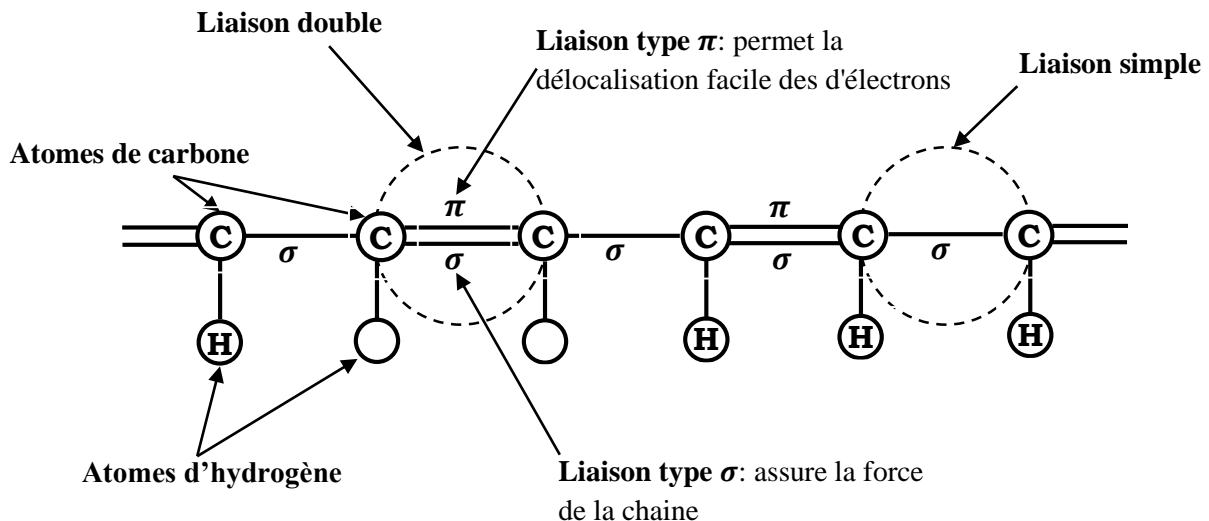 Liaison double
Liaison type π: permet la
délocalisation facile des d'électrons
Liaison simple
Atomes de carbone
π π
C C C C C C
σ σ σ σ σ
H H H H
Atomes d’hydrogène
Liaison type σ: assure la force
de la chaine